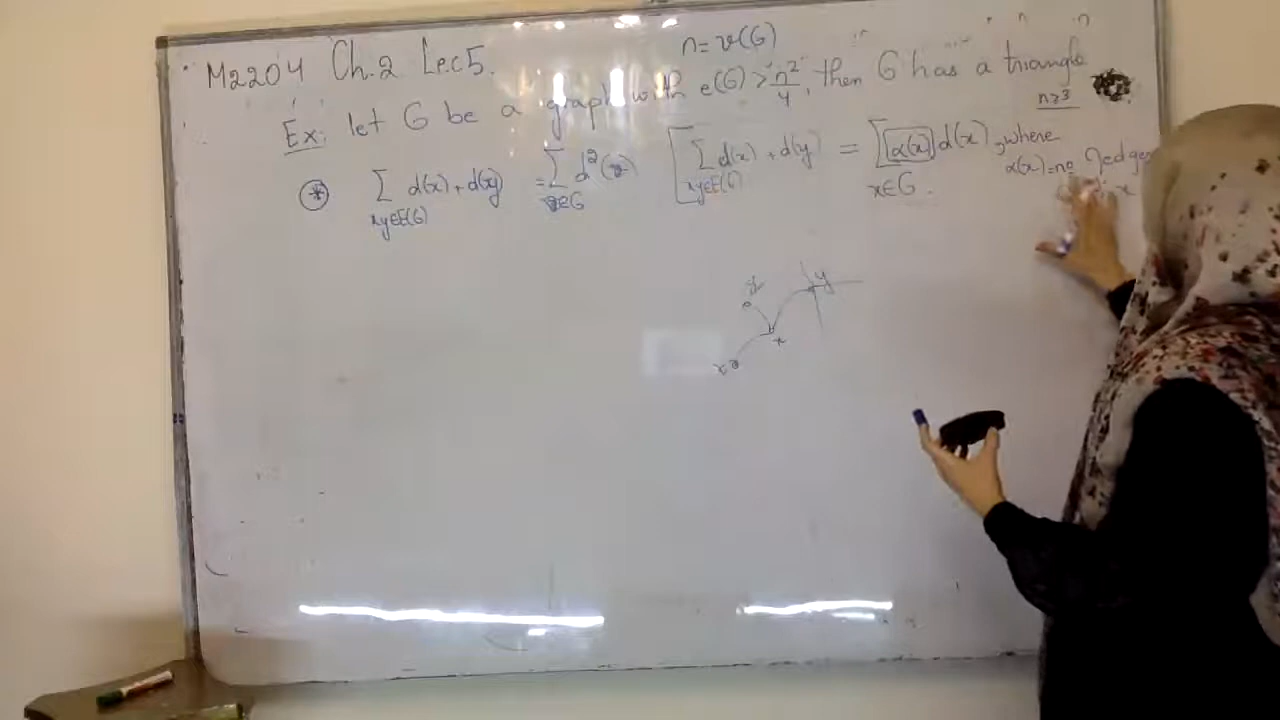 M2204 Ch.2 Lec5.
n = v(G)
Ex: let G be a graph with e(G) > n²/4, then G has a triangle
n≥3
⊛ ∑ d(x) + d(y) = ∑ d²(v) [ ∑ d(x) + d(y) = ∑ α(x) d(x), where
xy∈E(G) v∈G xy∈E(G) x∈G. α(x) = no of edges
x
y
x